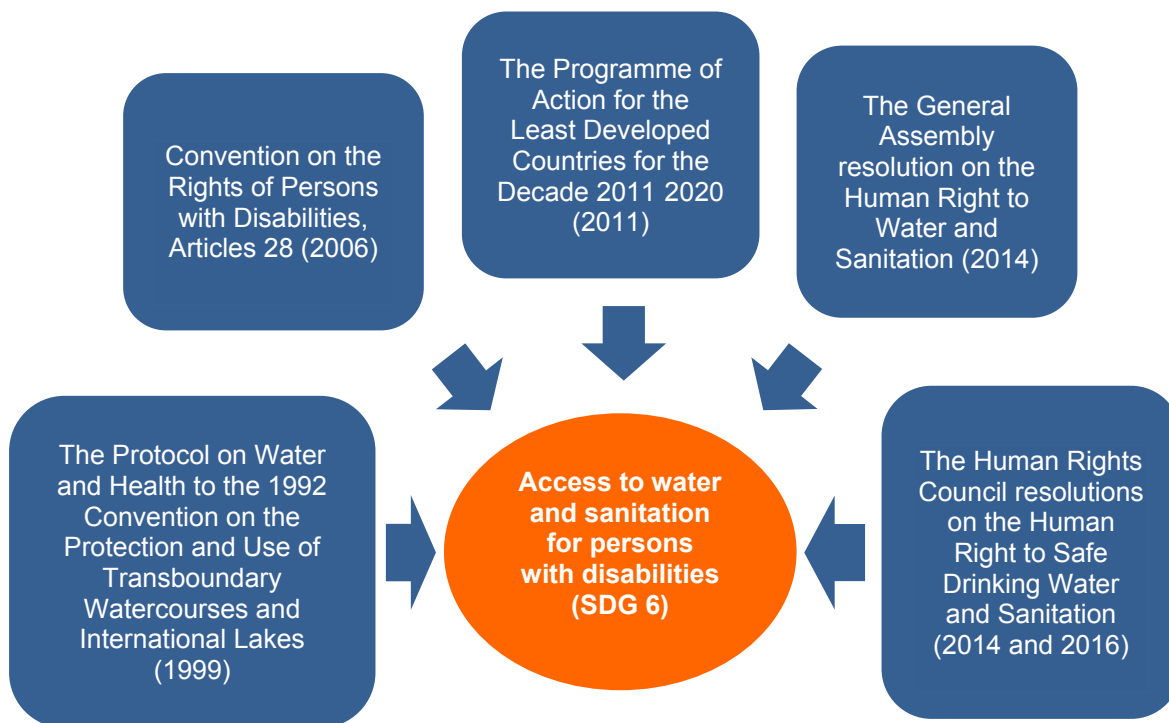 The Programme of
Action for the
Least Developed
Countries for the
Decade 2011 2020
(2011)
Convention on the
Rights of Persons
with Disabilities,
Articles 28 (2006)
The General
Assembly
resolution on the
Human Right to
Water and
Sanitation (2014)
The Protocol on Water
and Health to the 1992
Convention on the
Protection and Use of
Transboundary
Watercourses and
International Lakes
(1999)
Access to water
and sanitation
for persons
with disabilities
(SDG 6)
The Human Rights
Council resolutions
on the Human
Right to Safe
Drinking Water
and Sanitation
(2014 and 2016)